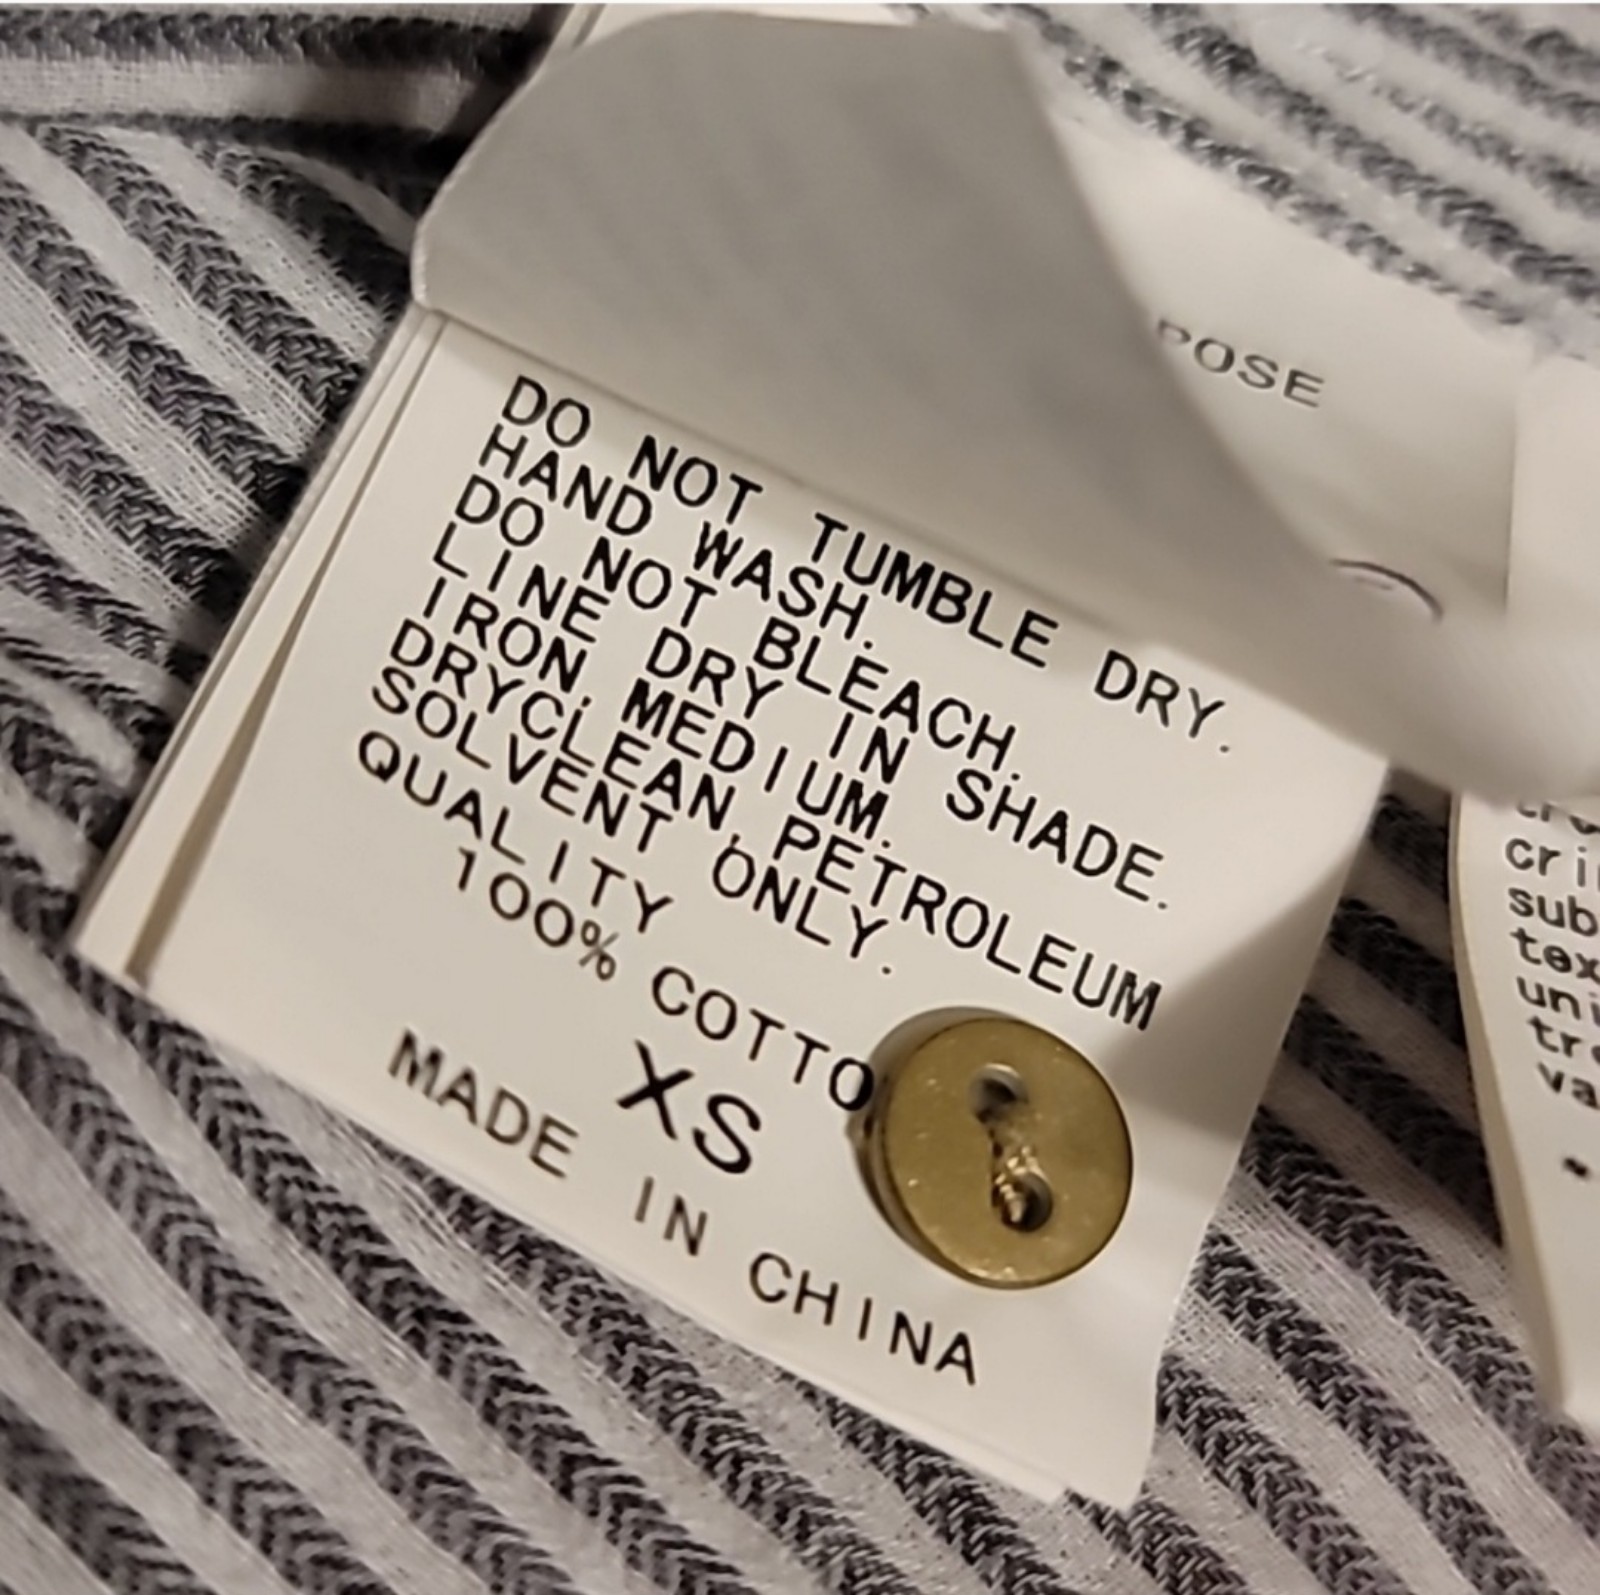 DO NOT TUMBLE DRY.
HAND WASH.
DO NOT BLEACH.
LINE DRY IN SHADE.
IRON, MEDIUM.
DRYCLEAN, PETROLEUM
SOLVENT ONLY.
QUALITY
100% COTTO
XS
MADE IN CHINA
POSE
cri
sub
tex
uni
tr
va